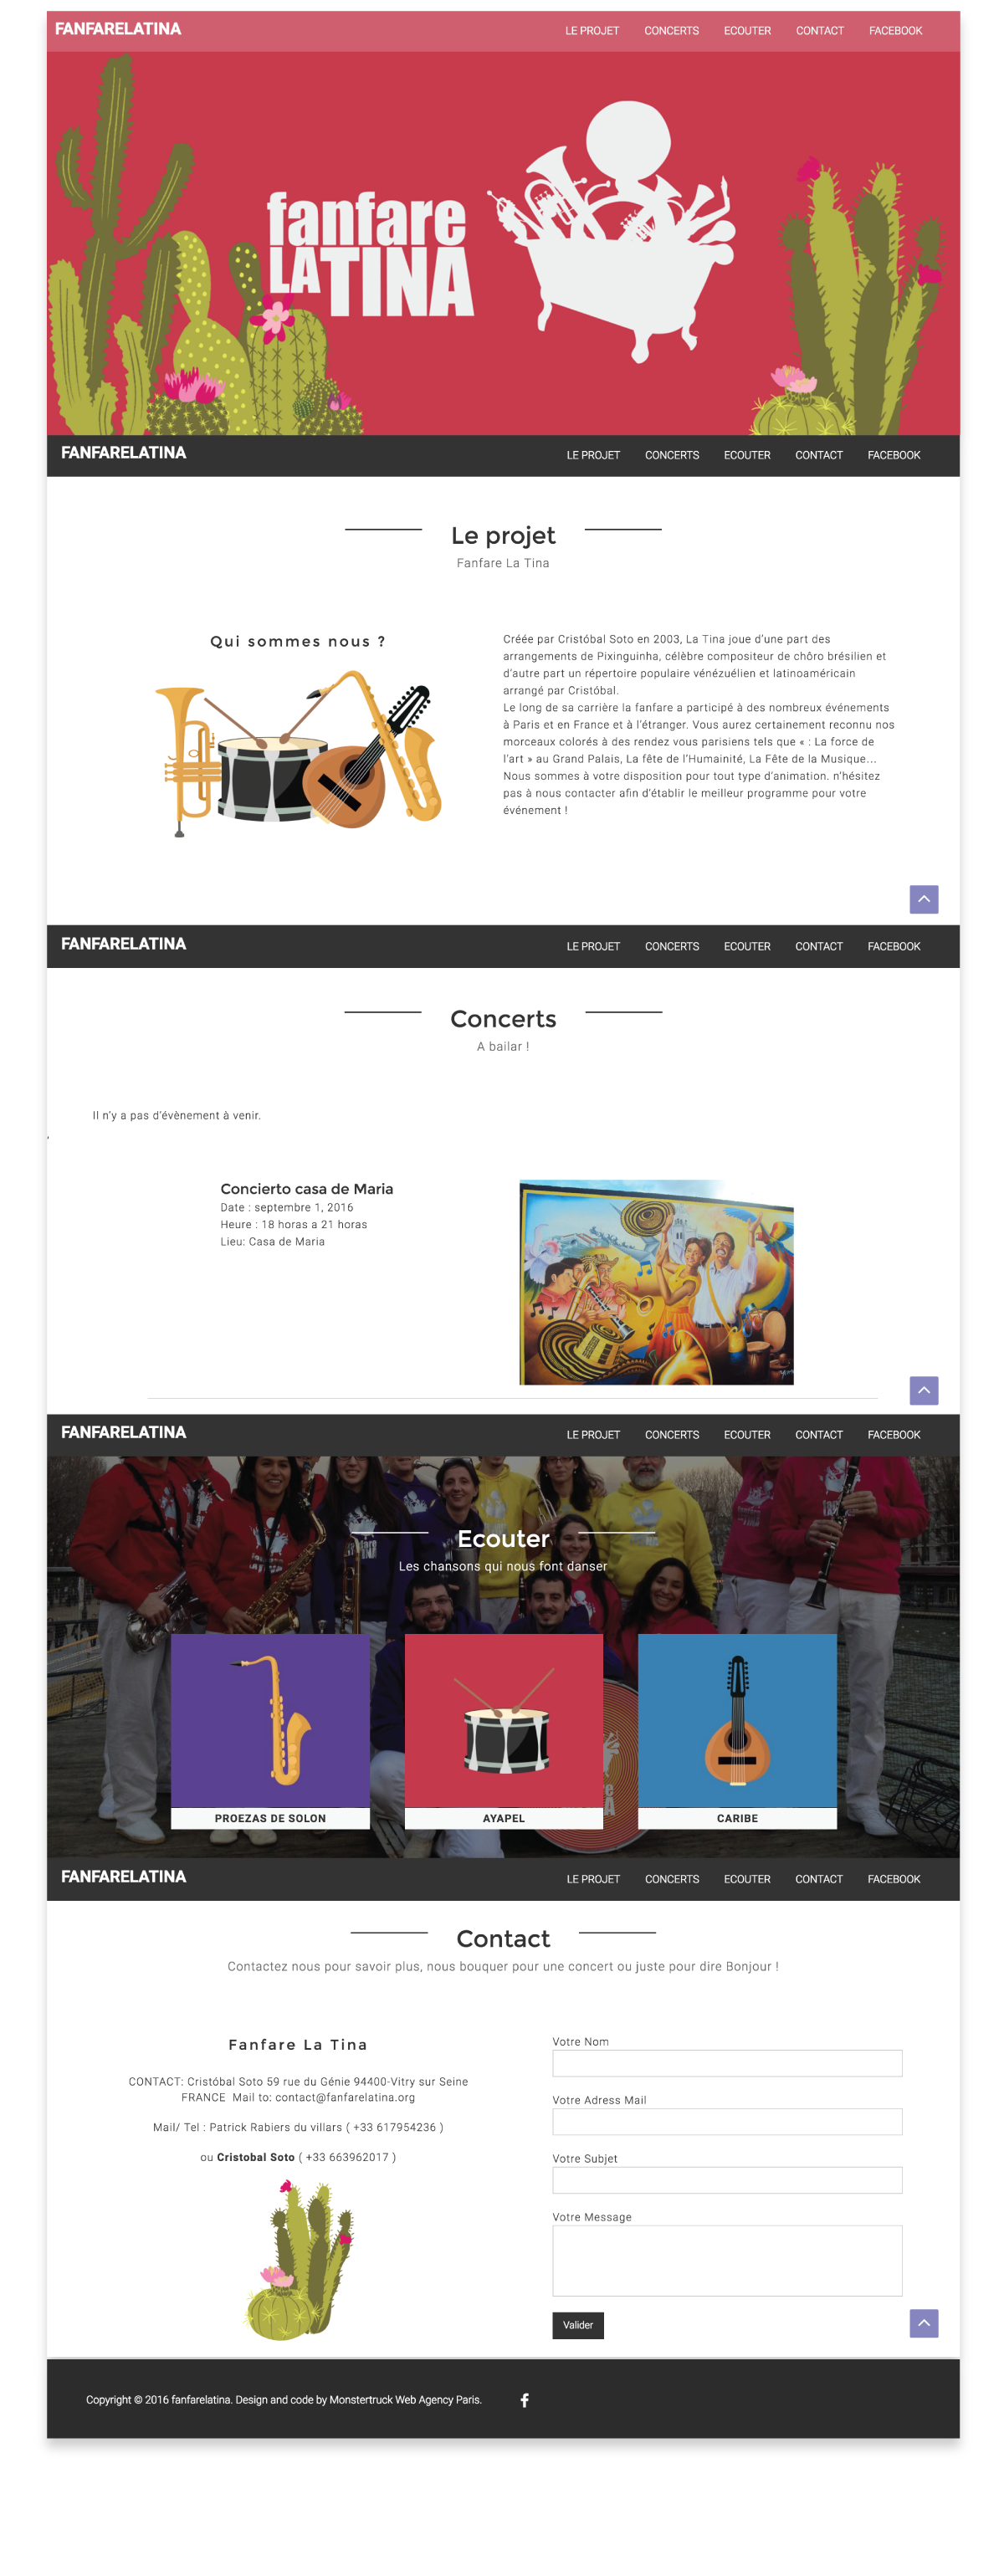 FANFARELATINA
LE PROJET CONCERTS ECOUTER CONTACT FACEBOOK
fanfare
LATINA
FANFARELATINA
LE PROJET CONCERTS ECOUTER CONTACT FACEBOOK
Le projet
Fanfare La Tina
Qui sommes nous ?
Créée par Cristóbal Soto en 2003, La Tina joue d'une part des
arrangements de Pixinguinha, célèbre compositeur de chôro brésilien et
d'autre part un répertoire populaire vénézuélien et latinoaméricain
arrangé par Cristóbal.
Le long de sa carrière la fanfare a participé à des nombreux événements
à Paris et en France et à l'étranger. Vous aurez certainement reconnu nos
morceaux colorés à des rendez vous parisiens tels que « : La force de
l'art » au Grand Palais, La fête de l'Humainité, La Fête de la Musique...
Nous sommes à votre disposition pour tout type d'animation. n'hésitez
pas à nous contacter afin d'établir le meilleur programme pour votre
événement !
FANFARELATINA
LE PROJET CONCERTS ECOUTER CONTACT FACEBOOK
Concerts
A bailar !
Il n'y a pas d'évènement à venir.
,
Concierto casa de Maria
Date : septembre 1, 2016
Heure : 18 horas a 21 horas
Lieu: Casa de Maria
FANFARELATINA
LE PROJET CONCERTS ECOUTER CONTACT FACEBOOK
Ecouter
Les chansons qui nous font danser
PROEZAS DE SOLON
AYAPEL
CARIBE
FANFARELATINA
LE PROJET CONCERTS ECOUTER CONTACT FACEBOOK
Contact
Contactez nous pour savoir plus, nous bouquer pour une concert ou juste pour dire Bonjour !
Fanfare La Tina
CONTACT: Cristóbal Soto 59 rue du Génie 94400-Vitry sur Seine
FRANCE Mail to: contact@fanfarelatina.org
Mail/ Tel : Patrick Rabiers du villars ( +33 617954236 )
ou Cristobal Soto ( +33 663962017 )
Votre Nom
Votre Adress Mail
Votre Subjet
Votre Message
Valider
Copyright © 2016 fanfarelatina. Design and code by Monstertruck Web Agency Paris.